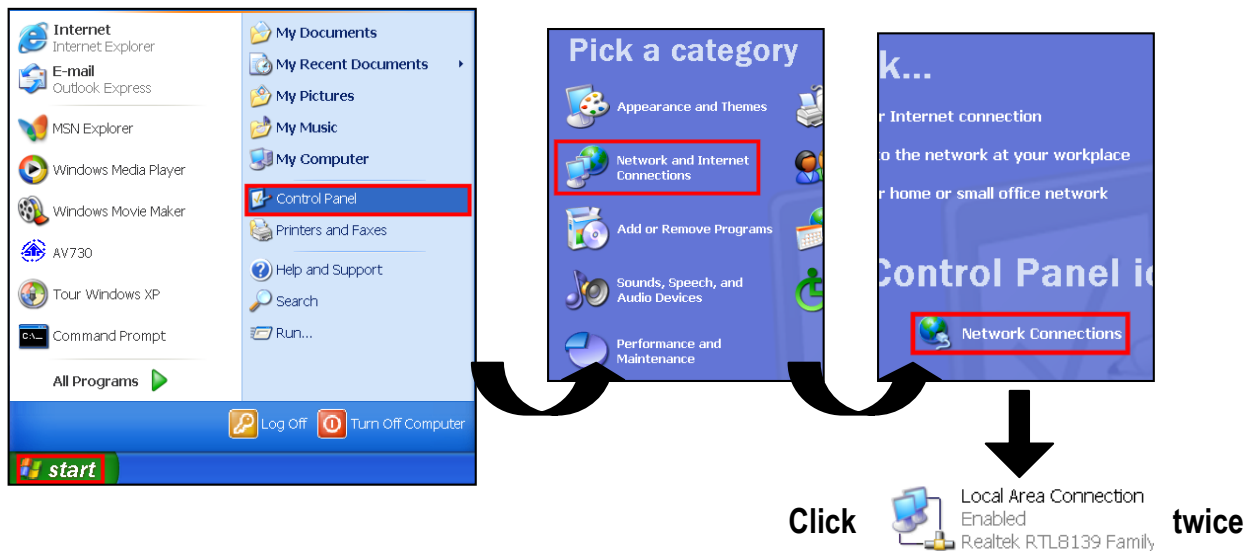 Internet
Internet Explorer
E-mail
Outlook Express
MSN Explorer
Windows Media Player
Windows Movie Maker
AV730
Tour Windows XP
Command Prompt
All Programs
My Documents
My Recent Documents
My Pictures
My Music
My Computer
Control Panel
Printers and Faxes
Help and Support
Search
Run...
Log Off
Turn Off Computer
start
Pick a category
Appearance and Themes
Network and Internet
Connections
Add or Remove Programs
Sounds, Speech, and
Audio Devices
Performance and
Maintenance
k...
r Internet connection
o the network at your workplace
r home or small office network
Control Panel ic
Network Connections
Click
Local Area Connection
Enabled
Realtek RTL8139 Family
twice